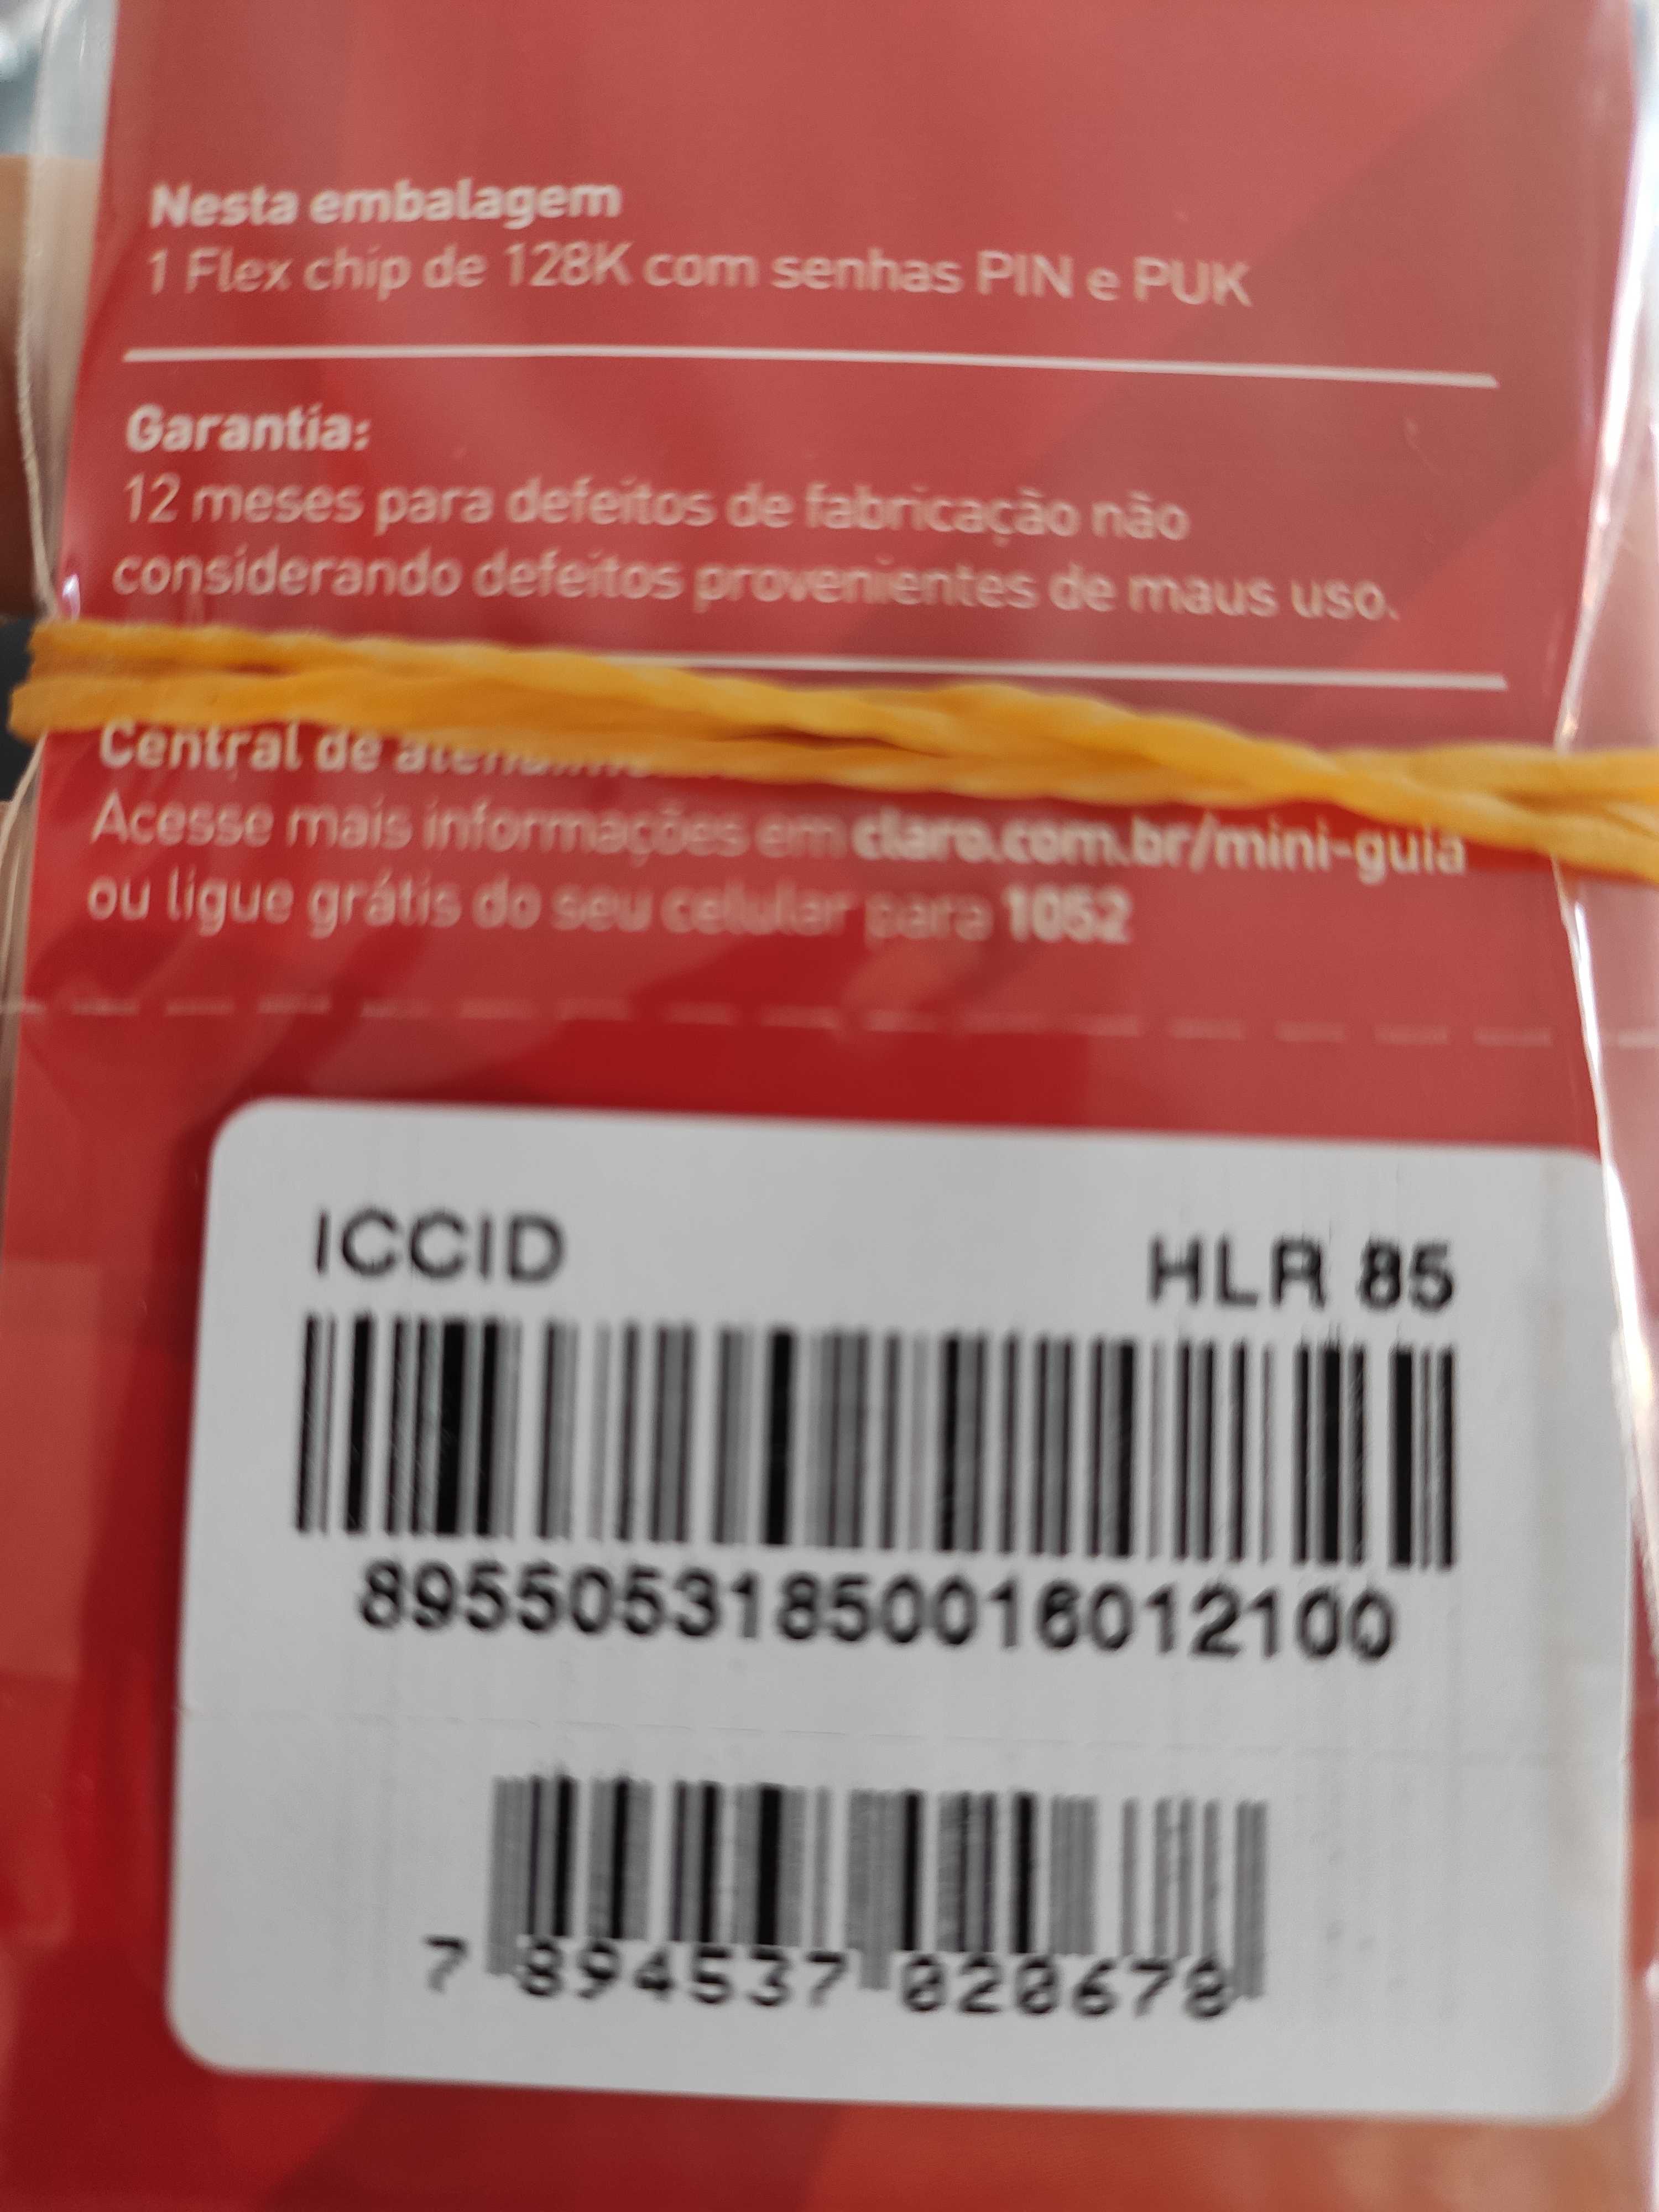 Nesta embalagem
1 Flex chip de 128K com senhas PIN e PUK
Garantia:
12 meses para defeitos de fabricação não
considerando defeitos provenientes de maus uso.
Central de
Acesse mais informações em claro.com.br/mini-guia
ou ligue grátis do seu celular para 1052
ICCID HLR 85
89550531850016012100
7 894537 020678